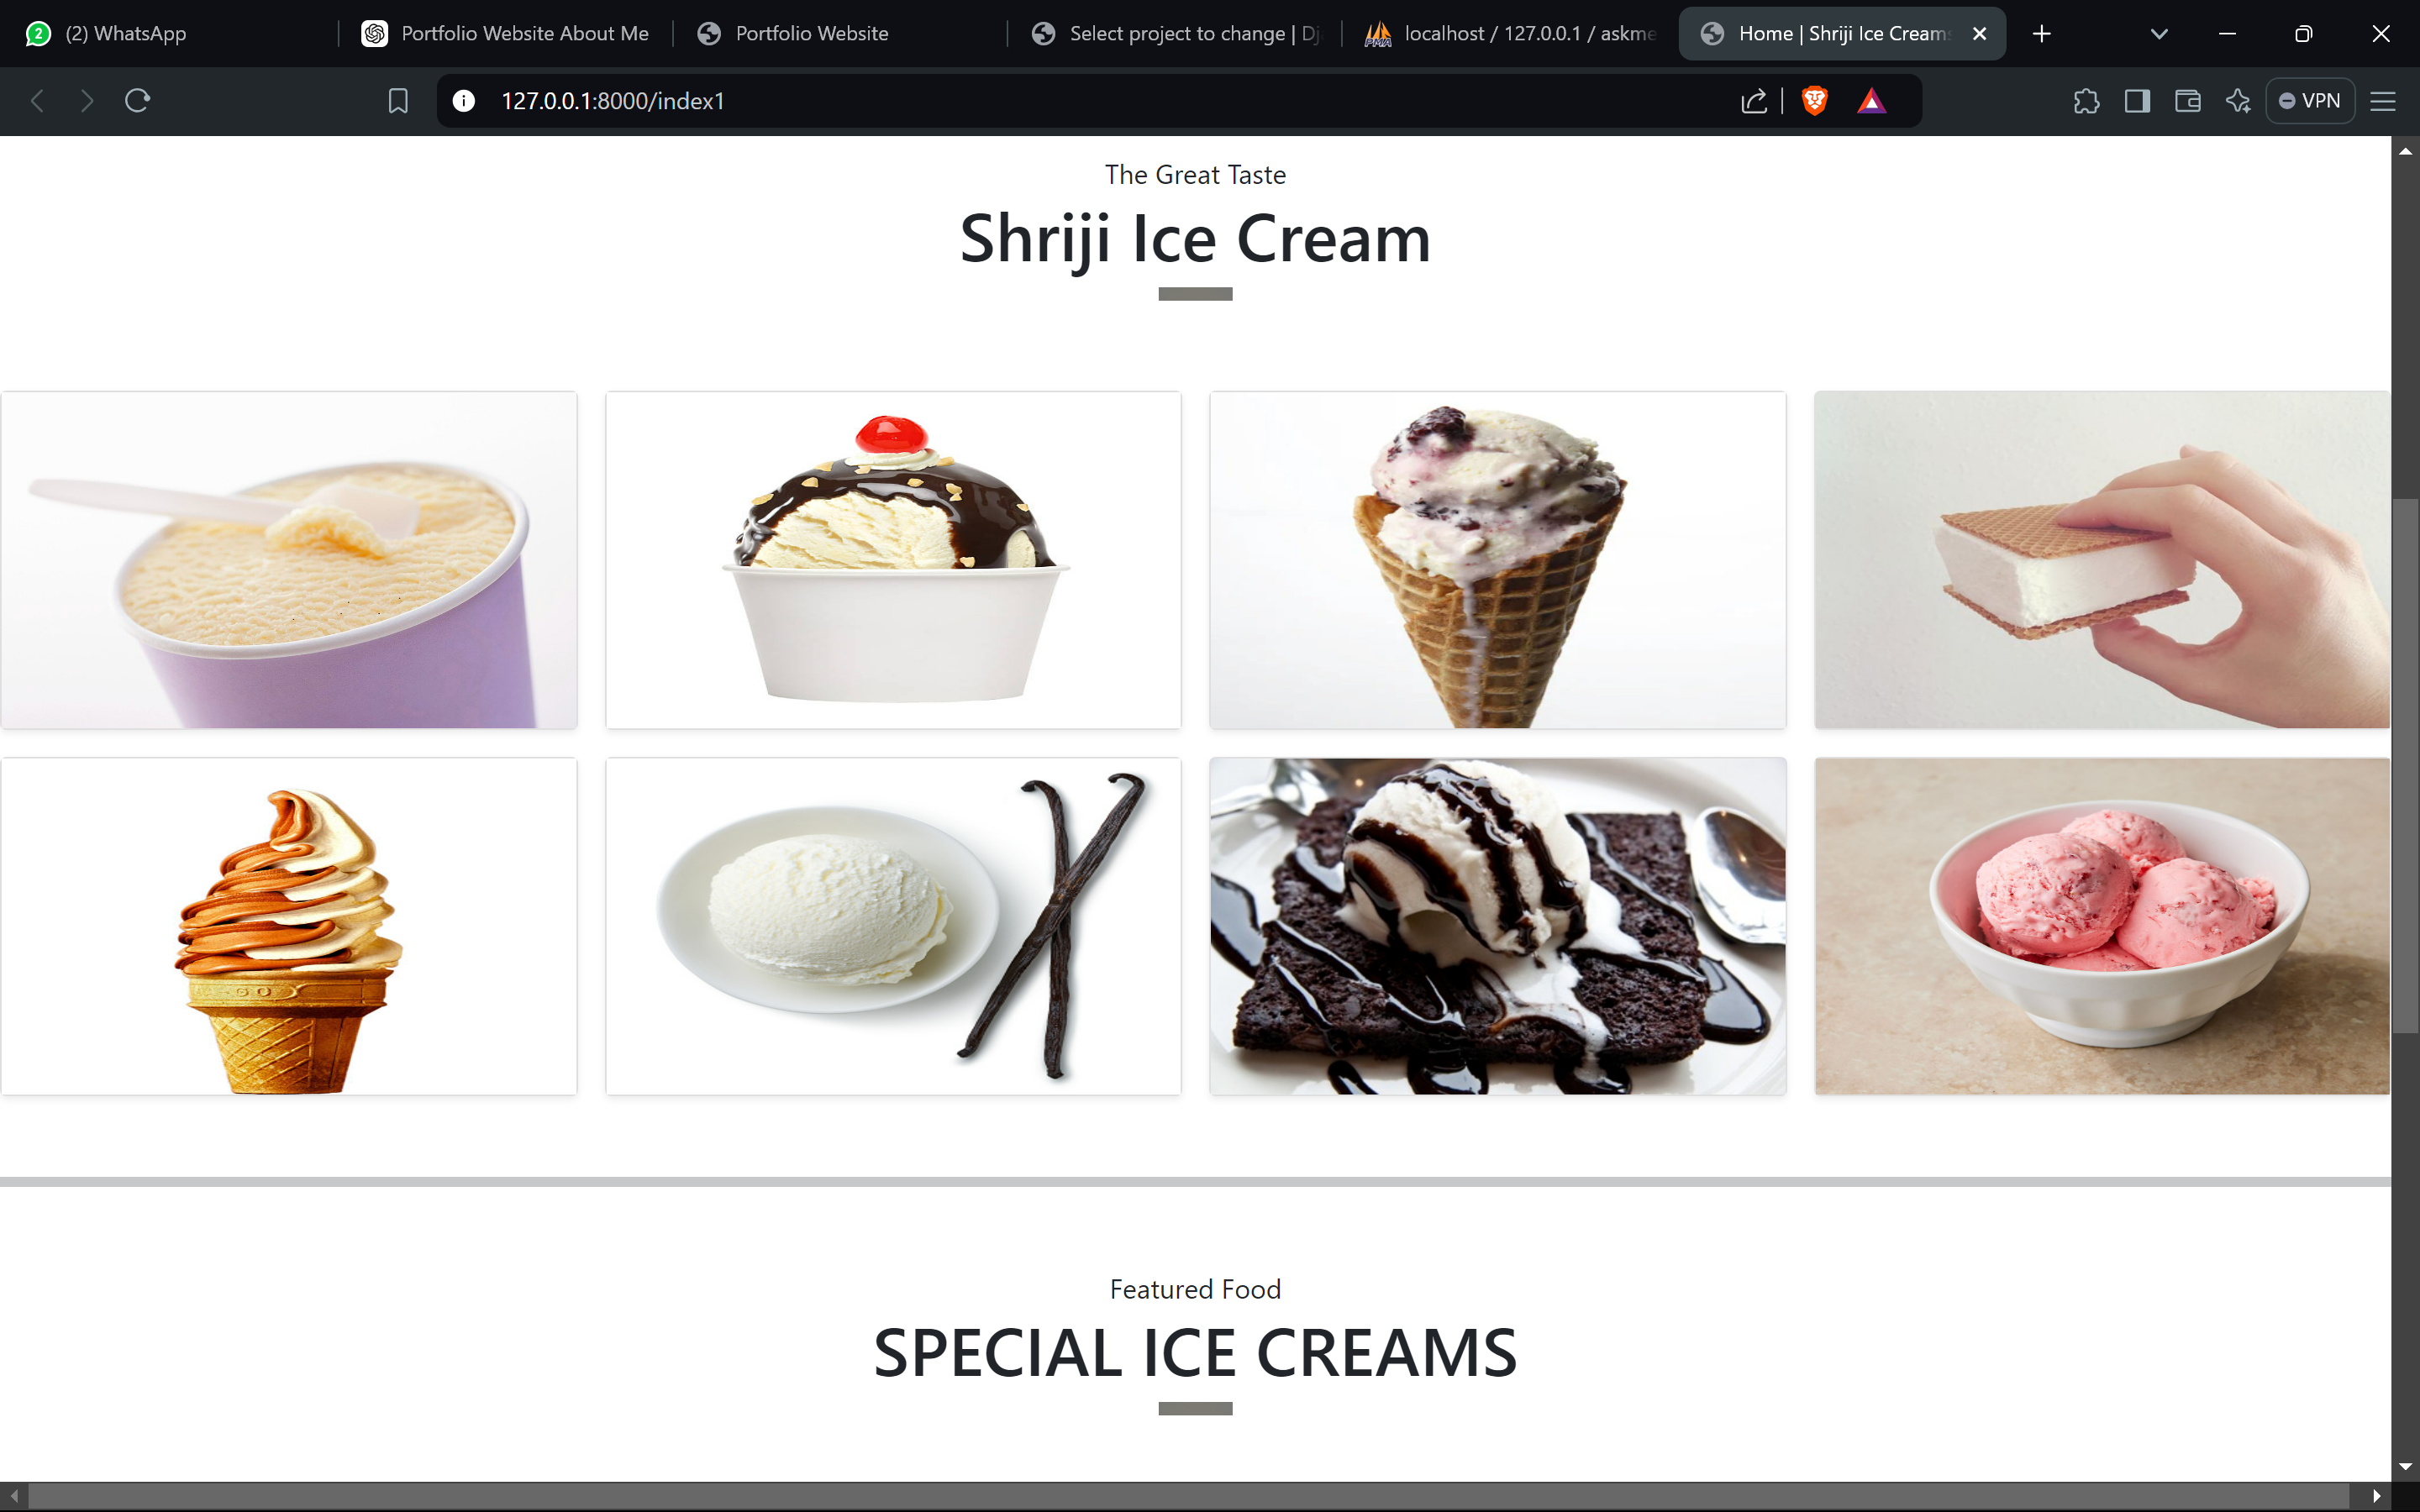 2
(2) WhatsApp
Portfolio Website About Me
Portfolio Website
Select project to change | Dj
localhost / 127.0.0.1 / askme
Home | Shriji Ice Creams
127.0.0.1:8000/index1
VPN
The Great Taste
Shriji Ice Cream
Featured Food
SPECIAL ICE CREAMS